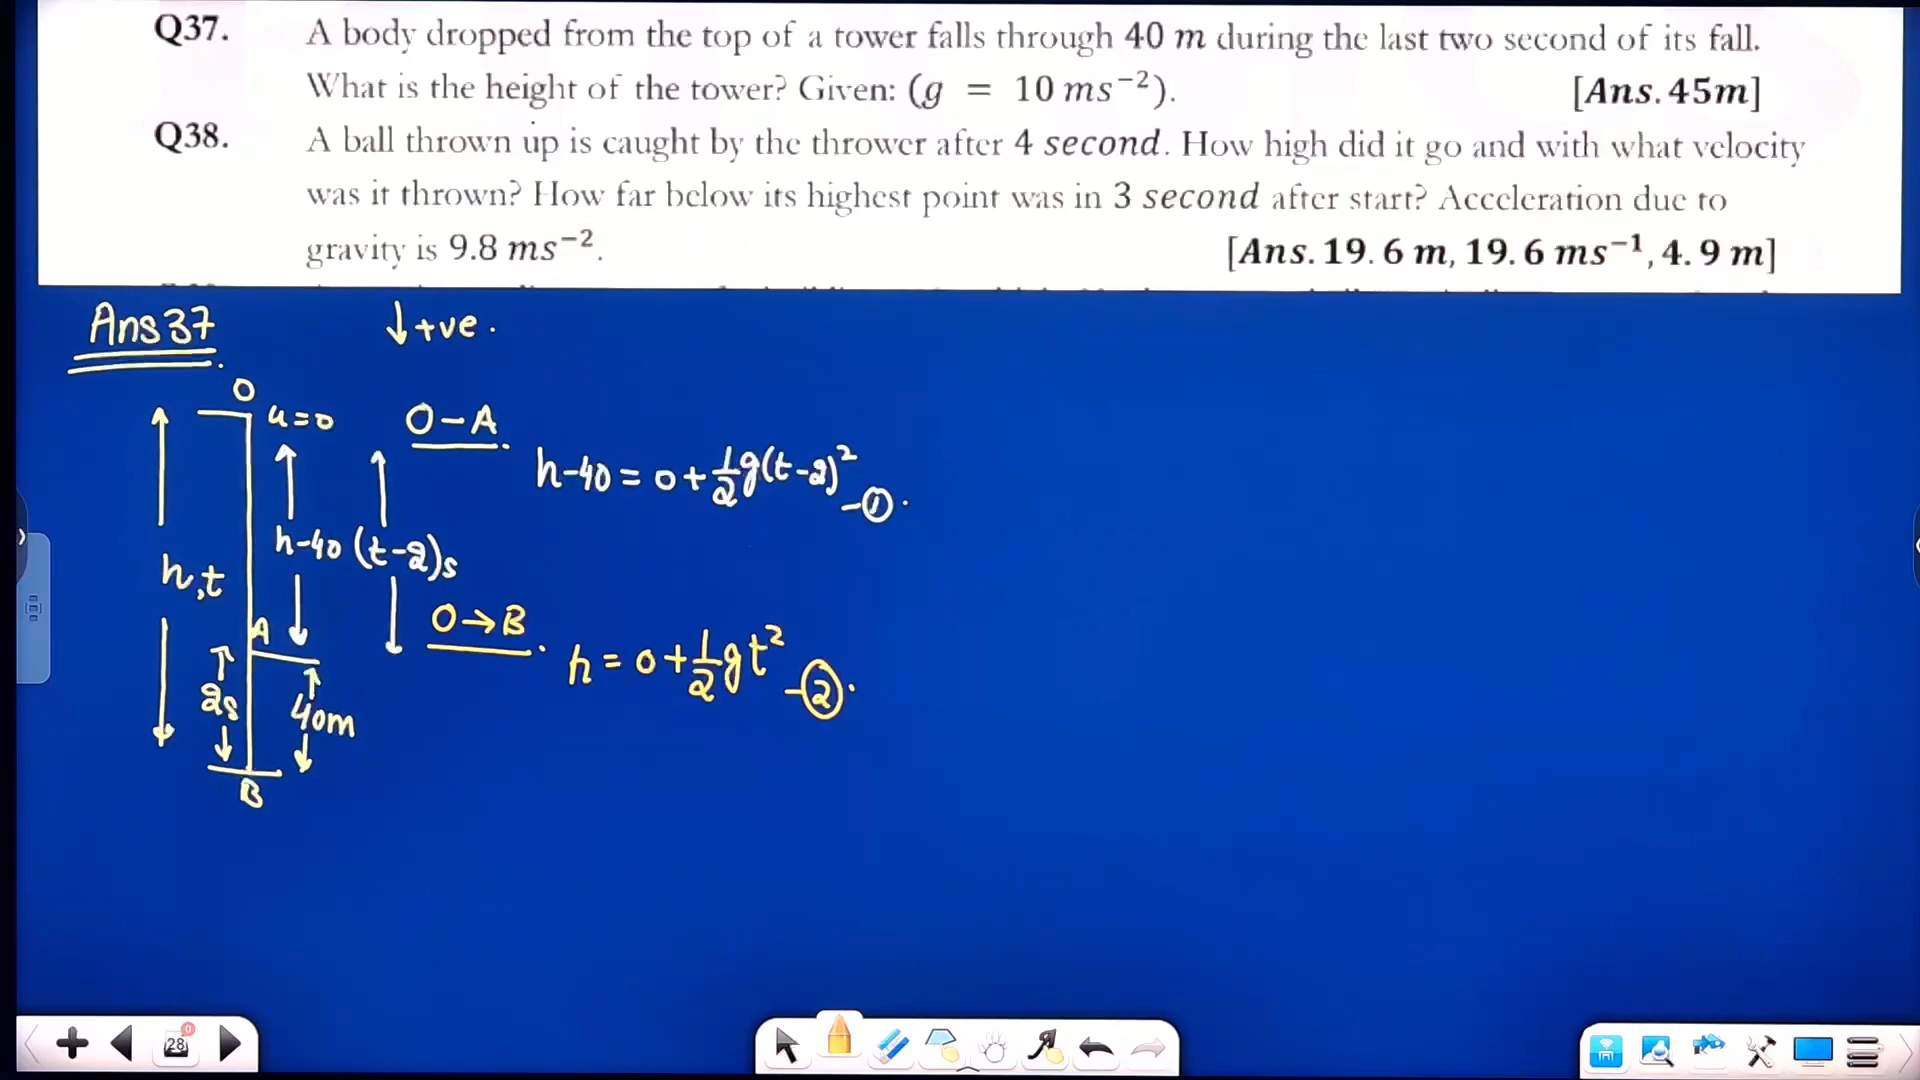 Q37. A body dropped from the top of a tower falls through 40 m during the last two second of its fall.
What is the height of the tower? Given: (g = 10 ms⁻²). [Ans. 45m]
Q38. A ball thrown up is caught by the thrower after 4 second. How high did it go and with what velocity
was it thrown? How far below its highest point was in 3 second after start? Acceleration due to
gravity is 9.8 ms⁻². [Ans. 19. 6 m, 19. 6 ms⁻¹, 4. 9 m]
Ans 37
↓ +ve.
O
u=0
O-A
h-40 = 0+½g(t-2)² -①.
h-40 (t-2)s
h,t
O→B
A
h = 0+½gt² -②.
2s
40m
B
28
0